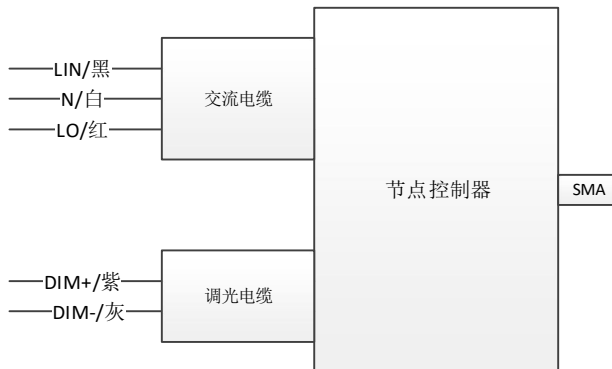 LIN/黑
N/白
LO/红
交流电缆
节点控制器
SMA
DIM+/紫
DIM-/灰
调光电缆